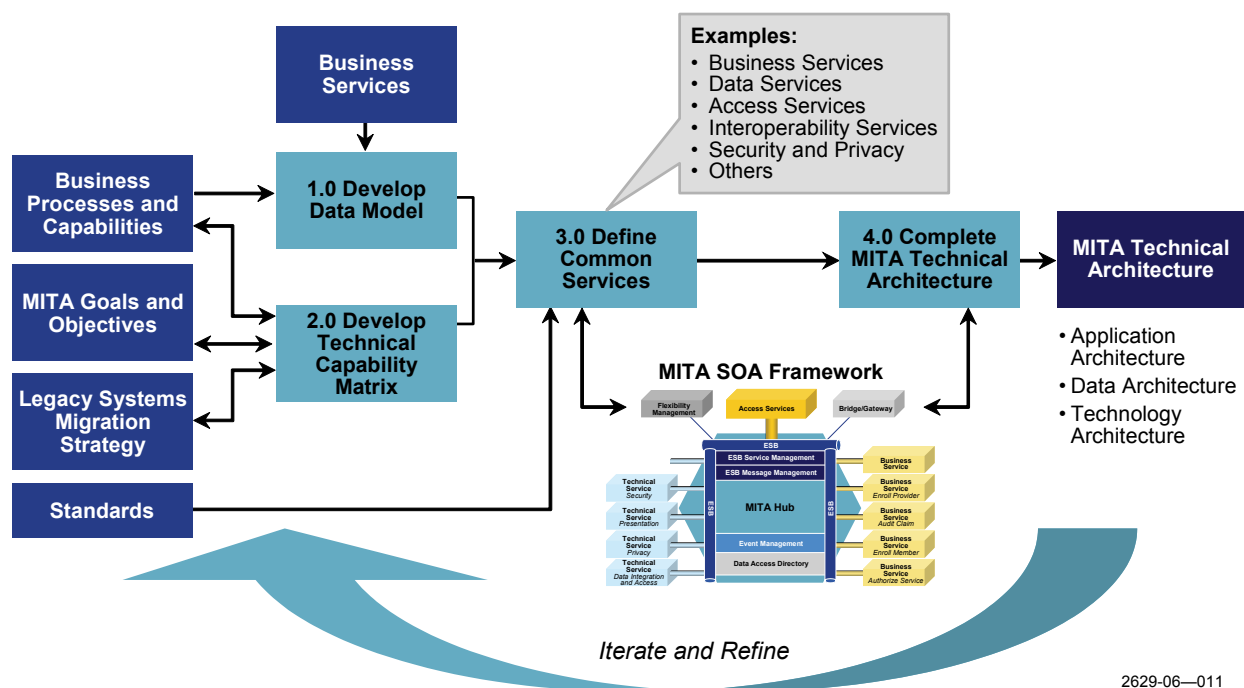 Business
Services
Examples:
• Business Services
• Data Services
• Access Services
• Interoperability Services
• Security and Privacy
• Others
Business
Processes and
Capabilities
1.0 Develop
Data Model
3.0 Define
Common
Services
4.0 Complete
MITA Technical
Architecture
MITA Technical
Architecture
MITA Goals and
Objectives
2.0 Develop
Technical
Capability
Matrix
• Application
Architecture
• Data Architecture
• Technology
Architecture
Legacy Systems
Migration
Strategy
Standards
MITA SOA Framework
Flexibility
Management
Access Services
Bridge/Gateway
ESB
ESB Service Management
ESB Message Management
ESB
MITA Hub
ESB
Event Management
Data Access Directory
Technical
Service
Security
Technical
Service
Presentation
Technical
Service
Privacy
Technical
Service
Data Integration
and Access
Business
Service
Business
Service
Enroll Provider
Business
Service
Audit Claim
Business
Service
Enroll Member
Business
Service
Authorize Service
Iterate and Refine
2629-06—011